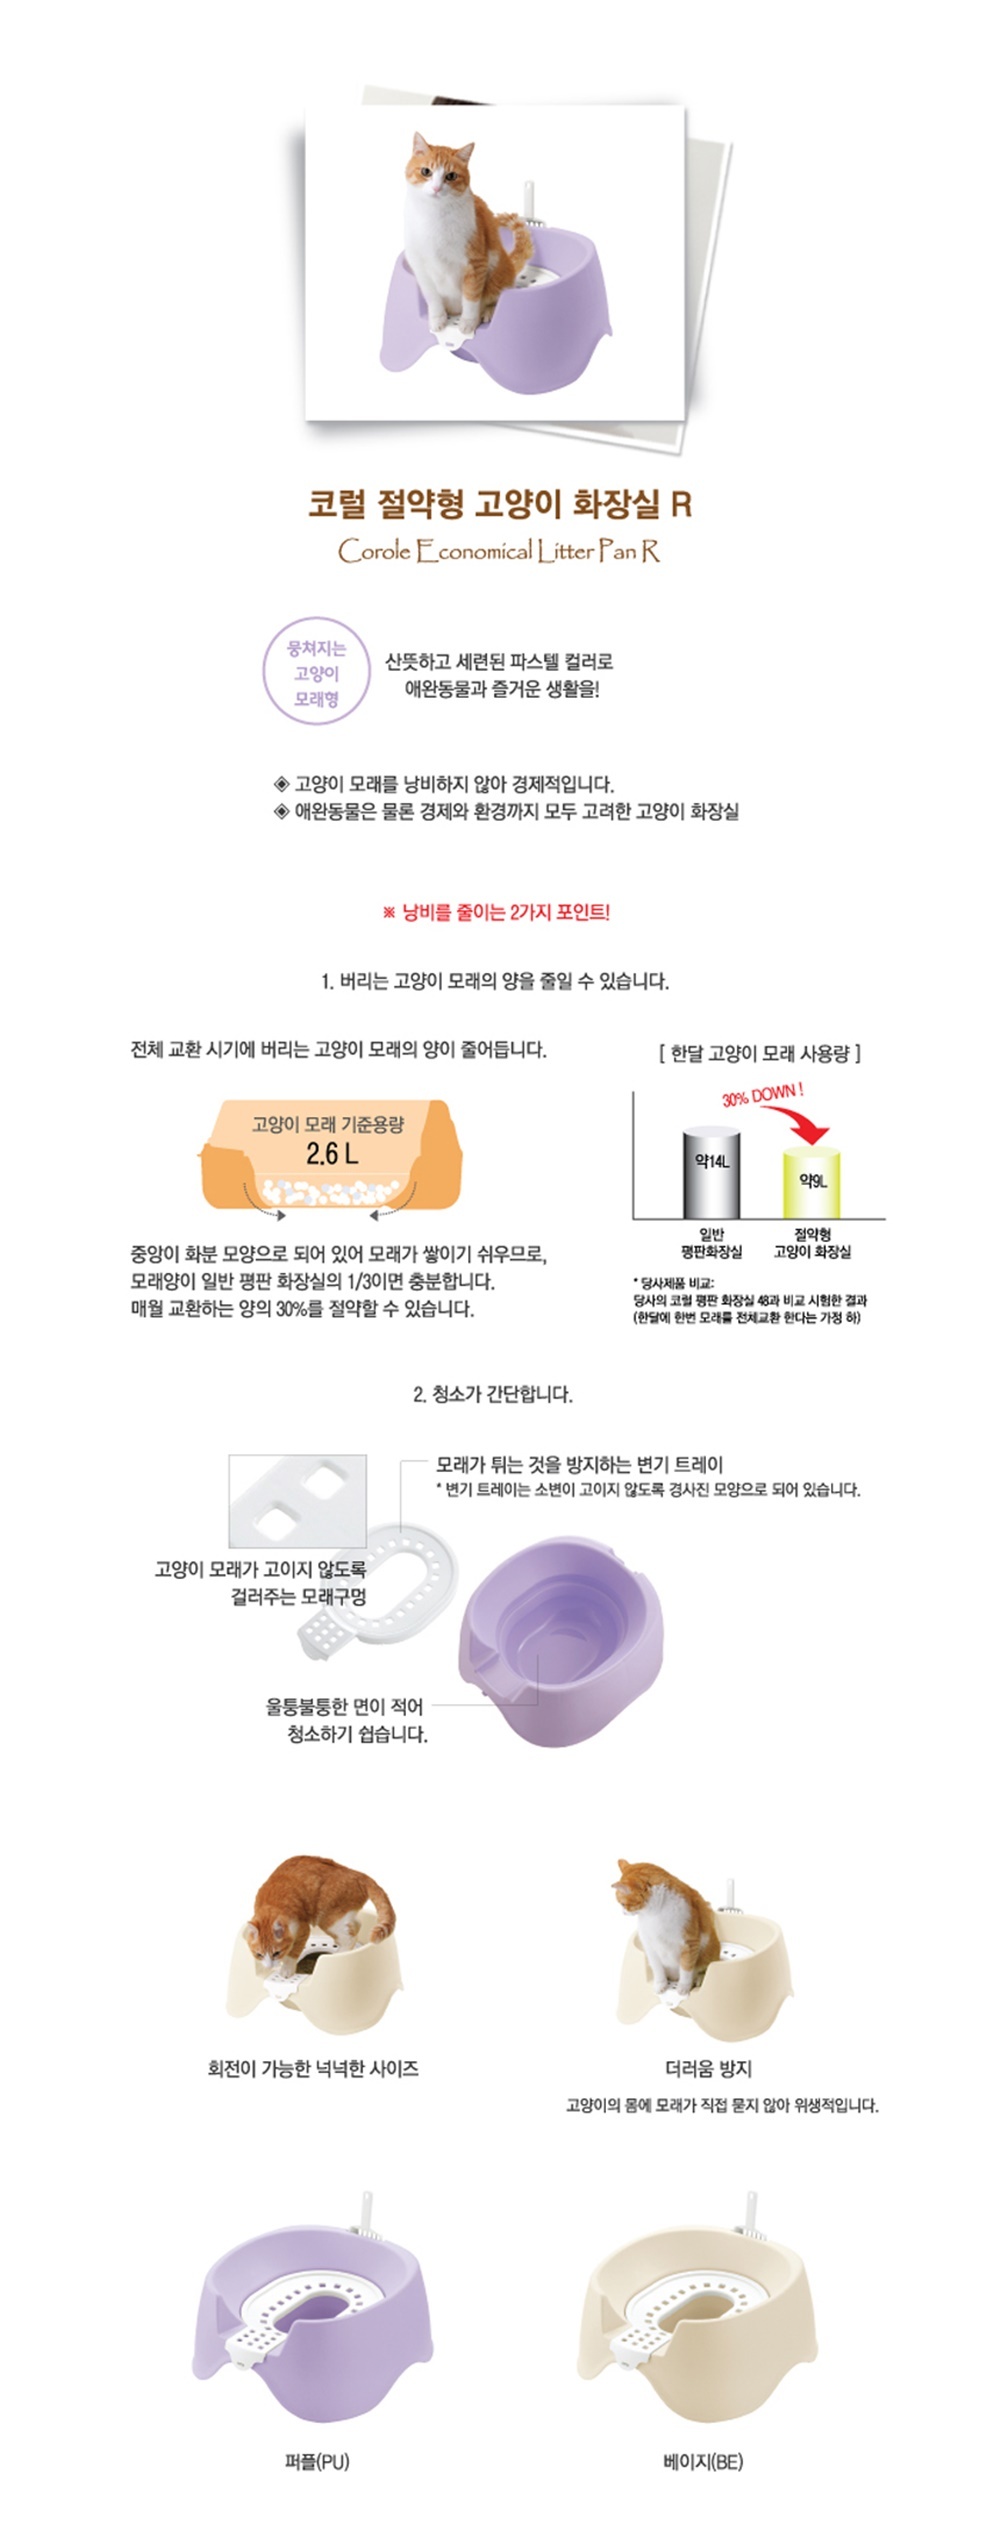 코럴 절약형 고양이 화장실 R
Corole Economical Litter Pan R
뭉쳐지는
고양이
모래형
산뜻하고 세련된 파스텔 컬러로
애완동물과 즐거운 생활을!
◈ 고양이 모래를 낭비하지 않아 경제적입니다.
◈ 애완동물은 물론 경제와 환경까지 모두 고려한 고양이 화장실
※ 낭비를 줄이는 2가지 포인트!
1. 버리는 고양이 모래의 양을 줄일 수 있습니다.
전체 교환 시기에 버리는 고양이 모래의 양이 줄어듭니다.
고양이 모래 기준용량
2.6 L
중앙이 화분 모양으로 되어 있어 모래가 쌓이기 쉬우므로,
모래양이 일반 평판 화장실의 1/3이면 충분합니다.
매월 교환하는 양의 30%를 절약할 수 있습니다.
[ 한달 고양이 모래 사용량 ]
30% DOWN !
약14L
약9L
일반
평판화장실
절약형
고양이 화장실
* 당사제품 비교:
당사의 코럴 평판 화장실 48과 비교 시험한 결과
(한달에 한번 모래를 전체교환 한다는 가정 하)
2. 청소가 간단합니다.
모래가 튀는 것을 방지하는 변기 트레이
* 변기 트레이는 소변이 고이지 않도록 경사진 모양으로 되어 있습니다.
고양이 모래가 고이지 않도록
걸러주는 모래구멍
울퉁불퉁한 면이 적어
청소하기 쉽습니다.
회전이 가능한 넉넉한 사이즈
더러움 방지
고양이의 몸에 모래가 직접 묻지 않아 위생적입니다.
퍼플(PU)
베이지(BE)